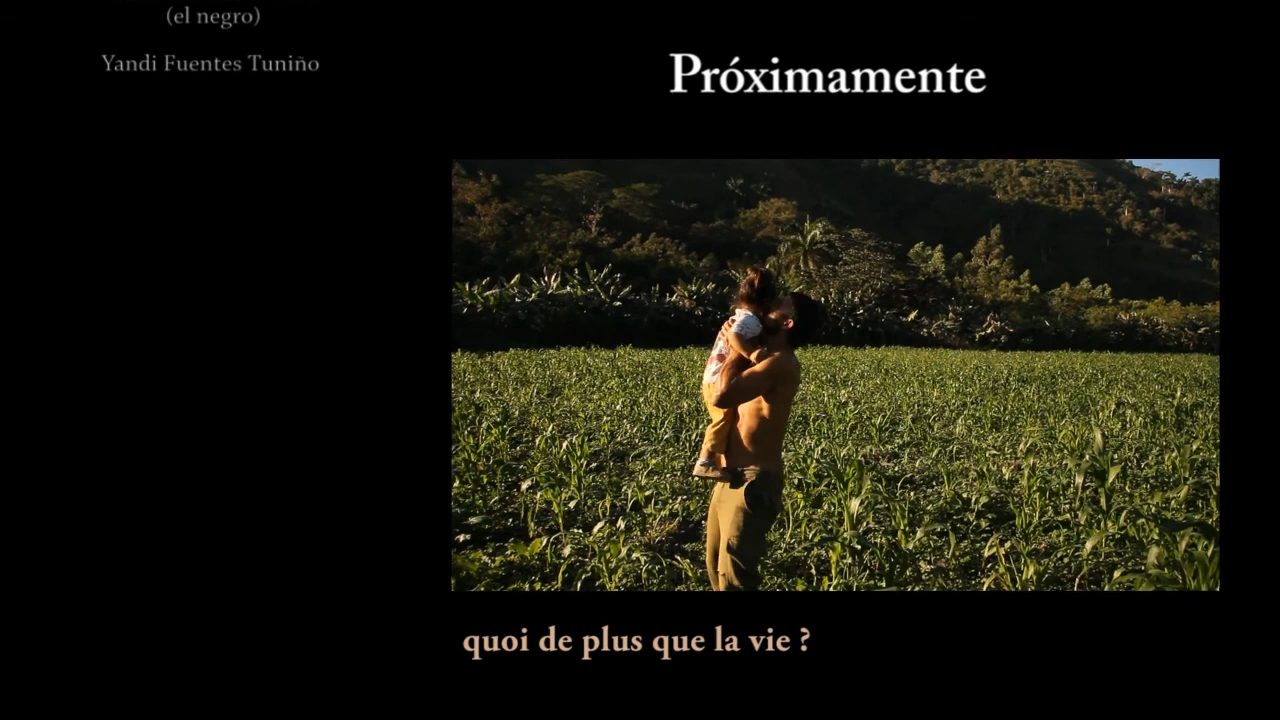 (el negro)
Yandi Fuentes Tuniño
Próximamente
quoi de plus que la vie ?